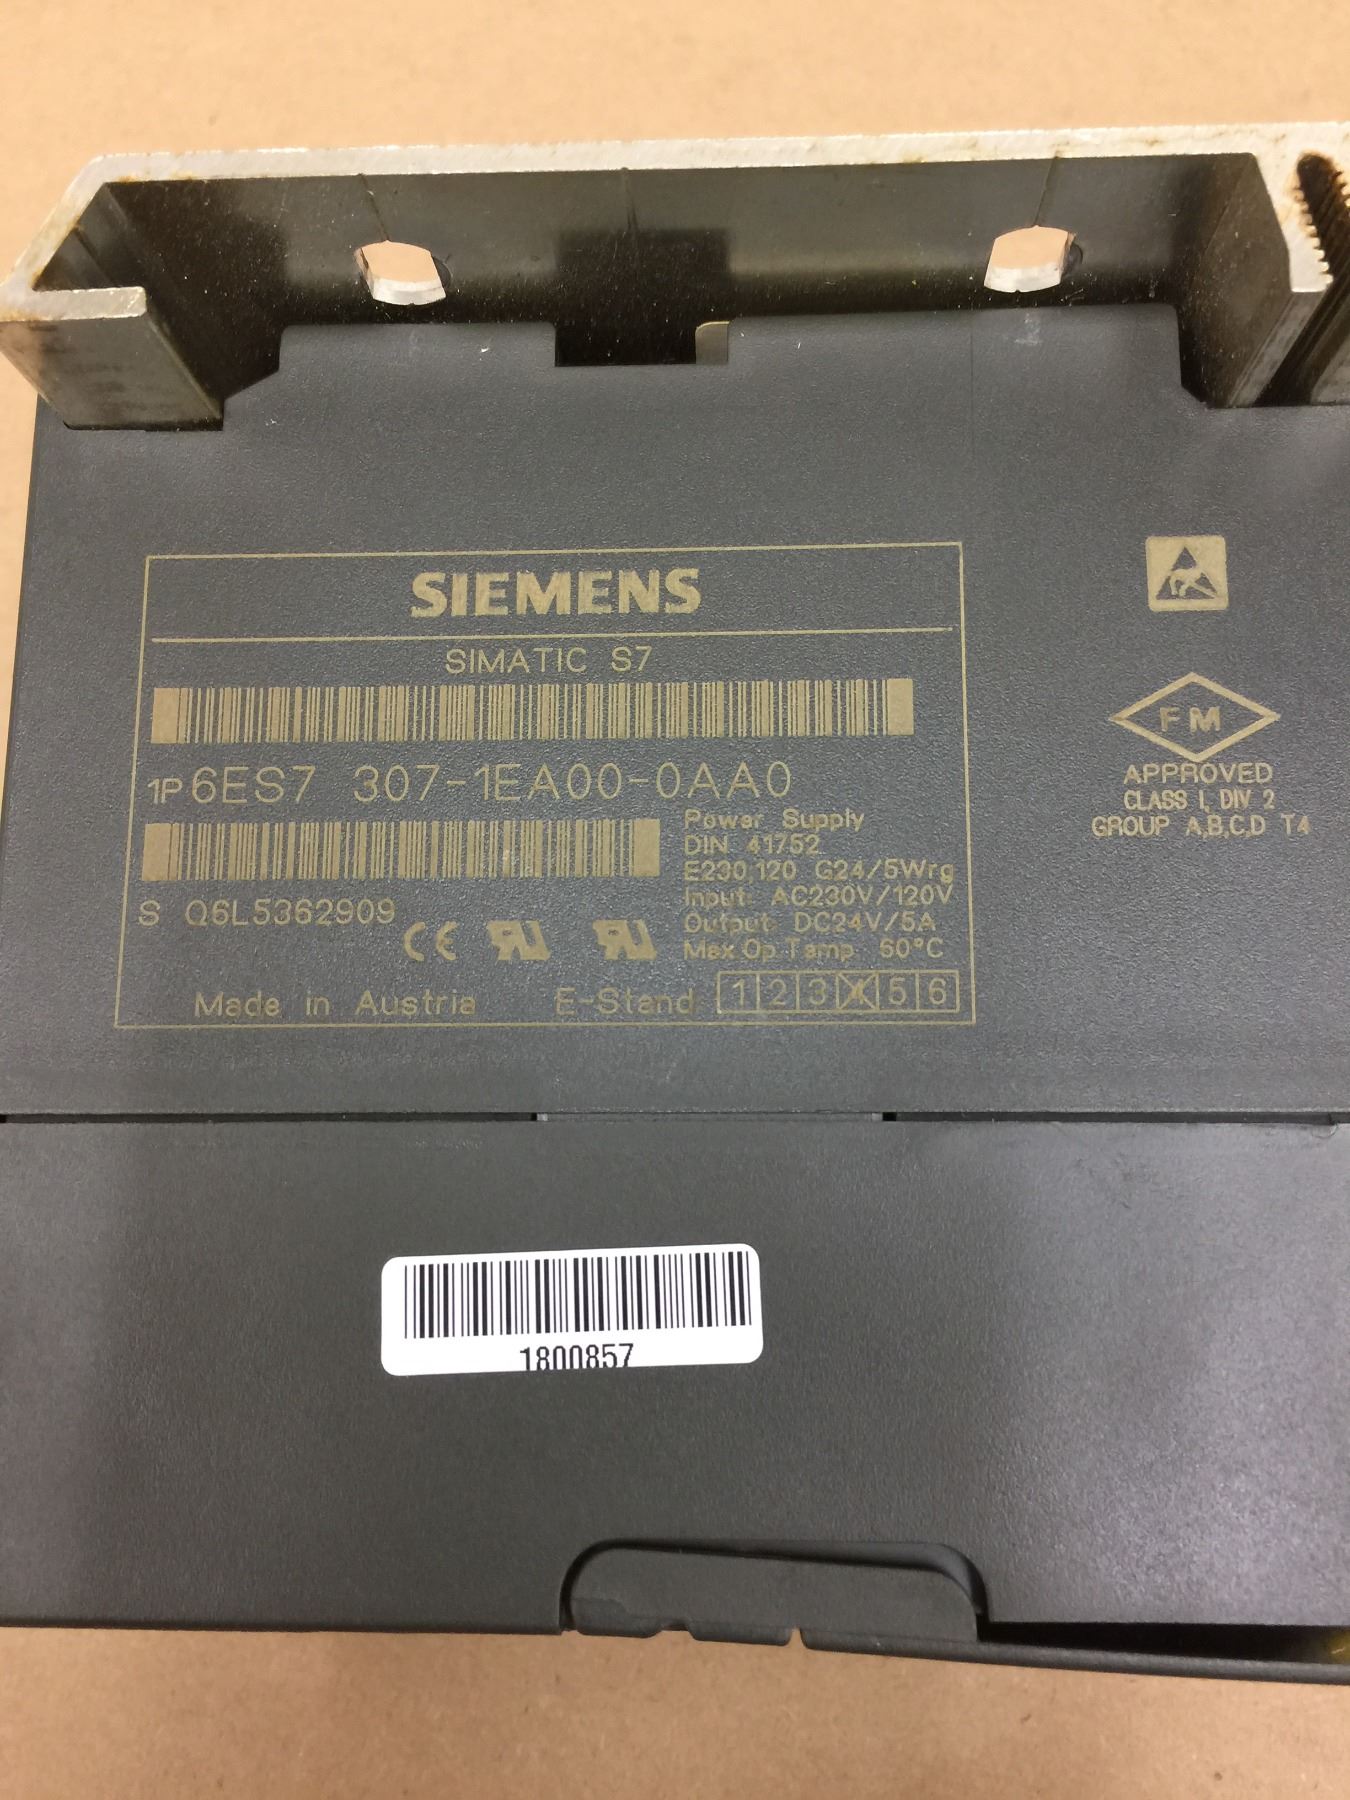 SIEMENS
SIMATIC S7
1P 6ES7 307-1EA00-0AA0
Power Supply
DIN 41752
E230,120 G24/5Wrg
Input: AC230V/120V
Output: DC24V/5A
Max Op Tamp 60°C
S Q6L5362909
CE
Made in Austria E-Stand 1 2 3 X 5 6
FM
APPROVED
CLASS I, DIV 2
GROUP A,B,C,D T4
1800857